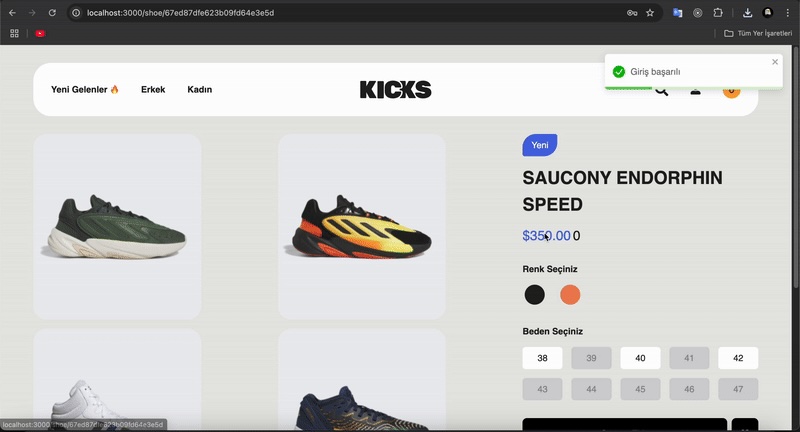 localhost:3000/shoe/67ed87dfe623b09fd64e3e5d
Tüm Yer İşaretleri
Giriş başarılı
Yeni Gelenler 🔥
Erkek
Kadın
KICKS
Yeni
SAUCONY ENDORPHIN
SPEED
$350.00 0
Renk Seçiniz
Beden Seçiniz
38 39 40 41 42
43 44 45 46 47
localhost:3000/shoe/67ed87dfe623b09fd64e3e5d